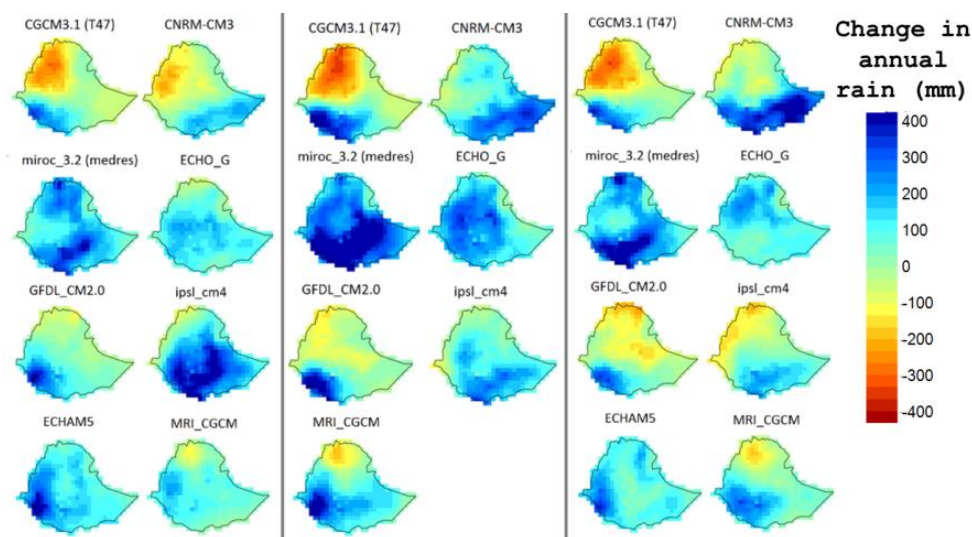 CGCM3.1 (T47) CNRM-CM3
miroc_3.2 (medres) ECHO_G
GFDL_CM2.0 ipsl_cm4
ECHAM5 MRI_CGCM
CGCM3.1 (T47) CNRM-CM3
miroc_3.2 (medres) ECHO_G
GFDL_CM2.0 ipsl_cm4
MRI_CGCM
CGCM3.1 (T47) CNRM-CM3
miroc_3.2 (medres) ECHO_G
GFDL_CM2.0 ipsl_cm4
ECHAM5 MRI_CGCM
Change in
annual
rain (mm)
400
300
200
100
0
-100
-200
-300
-400